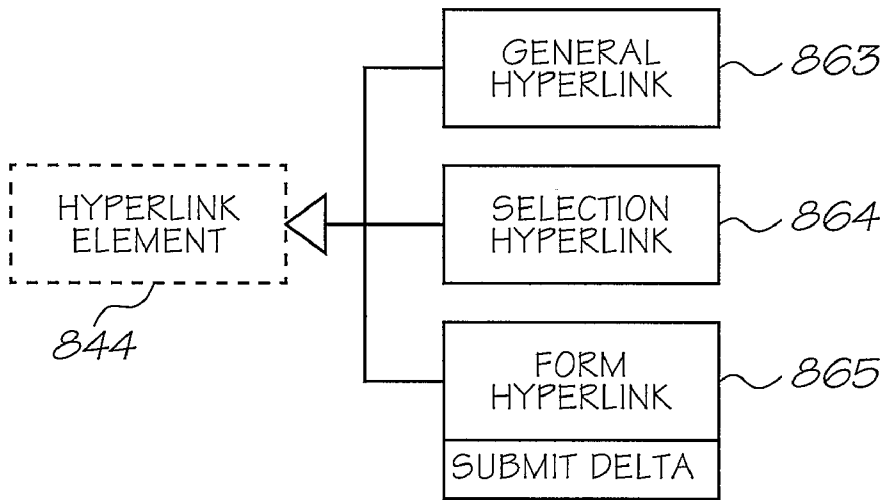 GENERAL
HYPERLINK
863
HYPERLINK
ELEMENT
844
SELECTION
HYPERLINK
864
FORM
HYPERLINK
865
SUBMIT DELTA